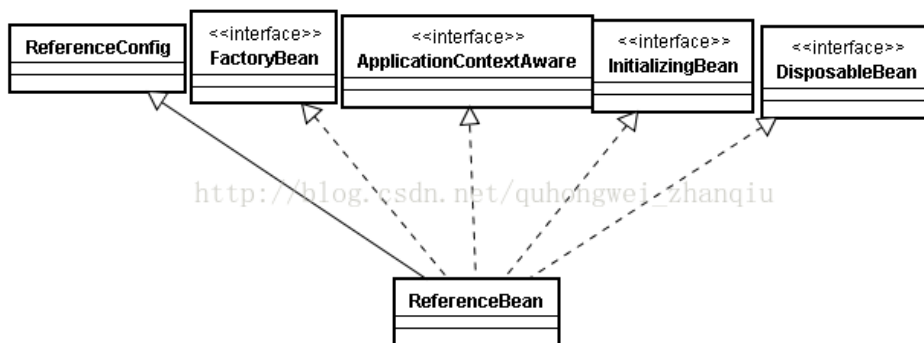 ReferenceConfig
<<interface>>
FactoryBean
<<interface>>
ApplicationContextAware
<<interface>>
InitializingBean
<<interface>>
DisposableBean
http://blog.csdn.net/quhongwei_zhanqiu
ReferenceBean